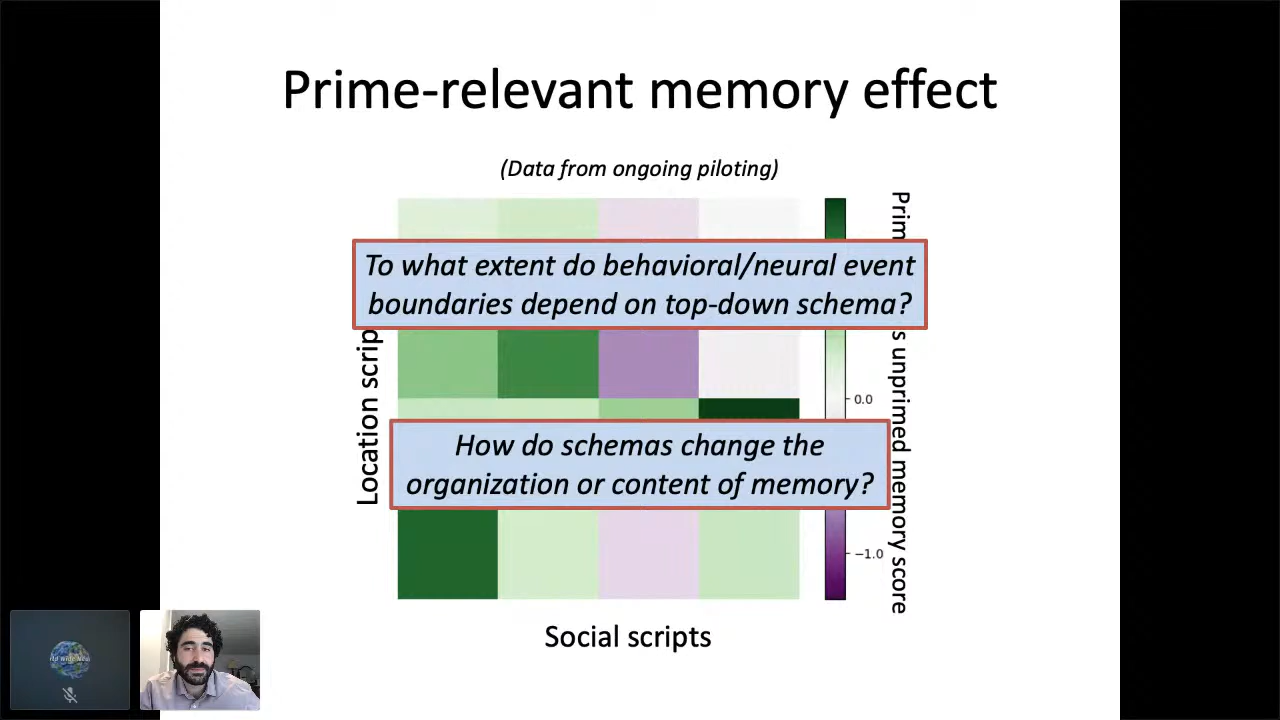 Prime-relevant memory effect
(Data from ongoing piloting)
To what extent do behavioral/neural event
boundaries depend on top-down schema?
Location scrip
How do schemas change the
organization or content of memory?
0.0
−1.0
Prim
s unprimed memory score
Social scripts